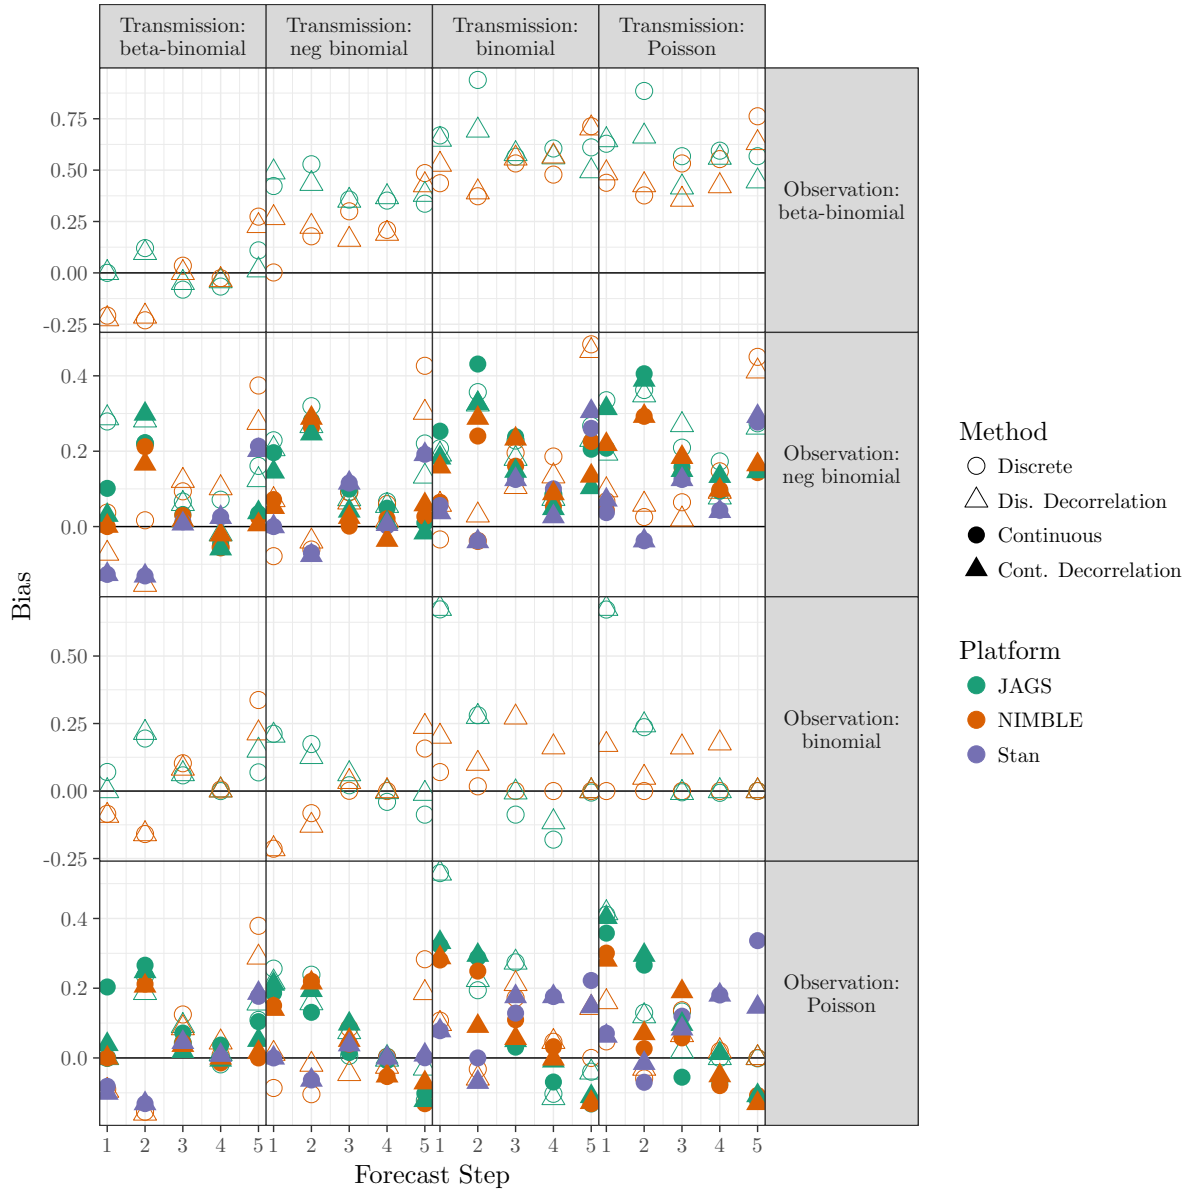 Transmission:
beta-binomial
Transmission:
neg binomial
Transmission:
binomial
Transmission:
Poisson
0.75
0.50
0.25
0.00
-0.25
Observation:
beta-binomial
0.4
0.2
0.0
Observation:
neg binomial
0.50
0.25
0.00
-0.25
Observation:
binomial
0.4
0.2
0.0
Observation:
Poisson
1 2 3 4 5 1 2 3 4 5 1 2 3 4 5 1 2 3 4 5
Forecast Step
Bias
Method
Discrete
Dis. Decorrelation
Continuous
Cont. Decorrelation
Platform
JAGS
NIMBLE
Stan